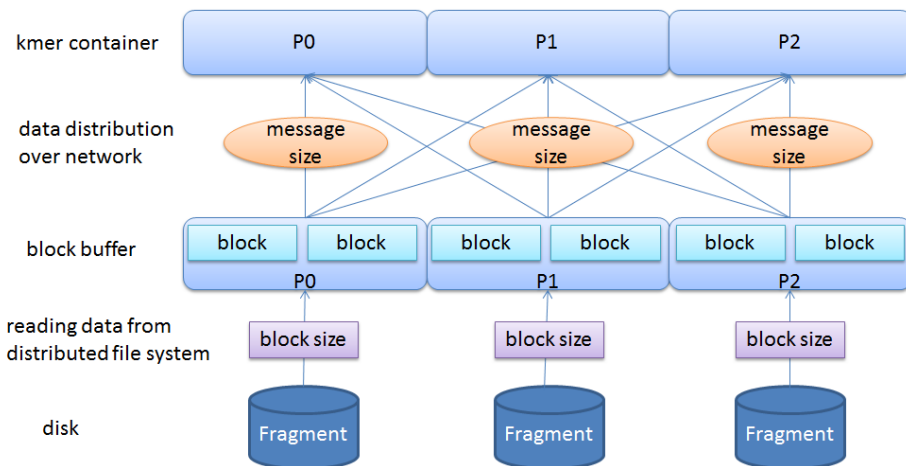 kmer container
P0
P1
P2
data distribution
over network
message
size
message
size
message
size
block buffer
block
block
block
block
block
block
P0
P1
P2
reading data from
distributed file system
block size
block size
block size
disk
Fragment
Fragment
Fragment